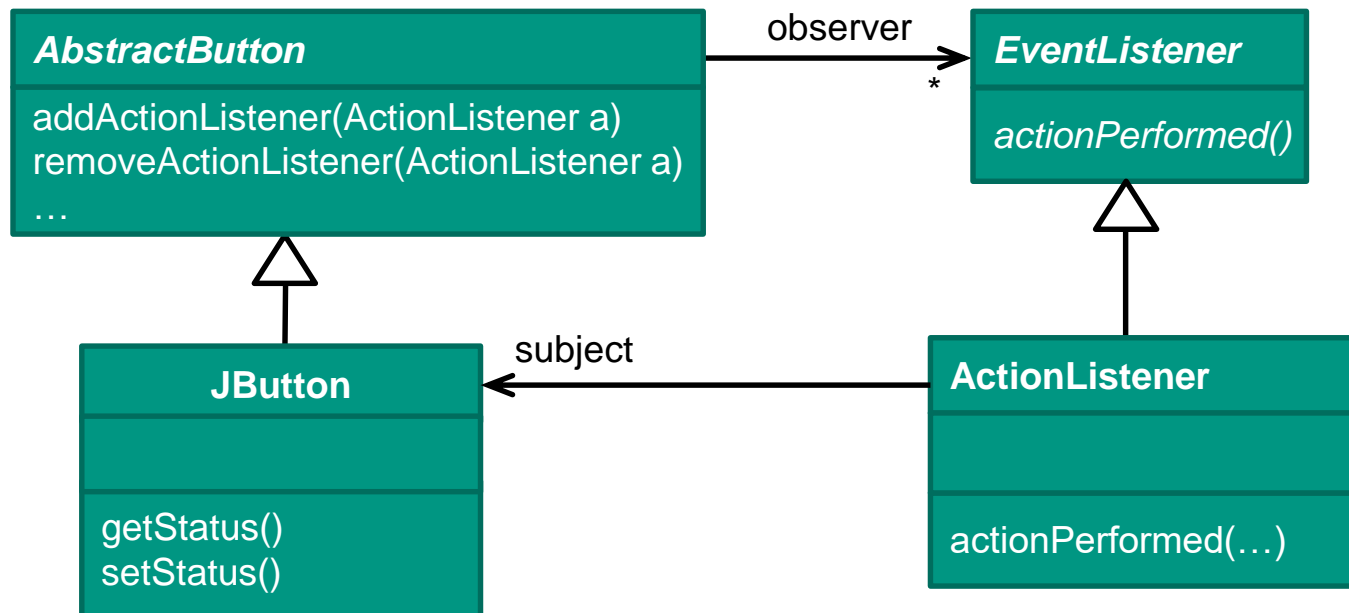 AbstractButton
addActionListener(ActionListener a)
removeActionListener(ActionListener a)
…
observer
*
EventListener
actionPerformed()
JButton
getStatus()
setStatus()
subject
ActionListener
actionPerformed(…)